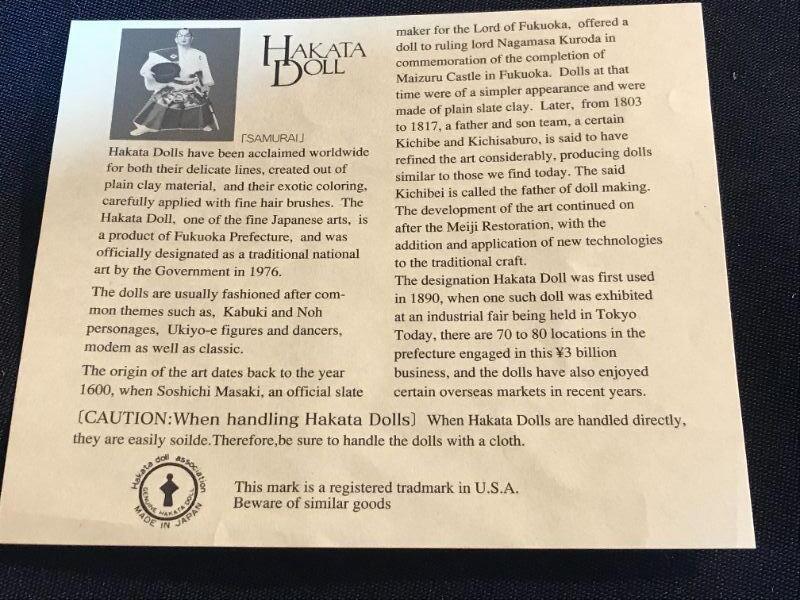 HAKATA
DOLL
「SAMURAI」
Hakata Dolls have been acclaimed worldwide
for both their delicate lines, created out of
plain clay material, and their exotic coloring,
carefully applied with fine hair brushes. The
Hakata Doll, one of the fine Japanese arts, is
a product of Fukuoka Prefecture, and was
officially designated as a traditional national
art by the Government in 1976.
The dolls are usually fashioned after com-
mon themes such as, Kabuki and Noh
personages, Ukiyo-e figures and dancers,
modem as well as classic.
The origin of the art dates back to the year
1600, when Soshichi Masaki, an official slate
maker for the Lord of Fukuoka, offered a
doll to ruling lord Nagamasa Kuroda in
commemoration of the completion of
Maizuru Castle in Fukuoka. Dolls at that
time were of a simpler appearance and were
made of plain slate clay. Later, from 1803
to 1817, a father and son team, a certain
Kichibe and Kichisaburo, is said to have
refined the art considerably, producing dolls
similar to those we find today. The said
Kichibei is called the father of doll making.
The development of the art continued on
after the Meiji Restoration, with the
addition and application of new technologies
to the traditional craft.
The designation Hakata Doll was first used
in 1890, when one such doll was exhibited
at an industrial fair being held in Tokyo
Today, there are 70 to 80 locations in the
prefecture engaged in this ¥3 billion
business, and the dolls have also enjoyed
certain overseas markets in recent years.
〔CAUTION:When handling Hakata Dolls〕 When Hakata Dolls are handled directly,
they are easily soilde.Therefore,be sure to handle the dolls with a cloth.
Hakata doll association
GENUINE HAKATA DOLL
MADE IN JAPAN
This mark is a registered tradmark in U.S.A.
Beware of similar goods